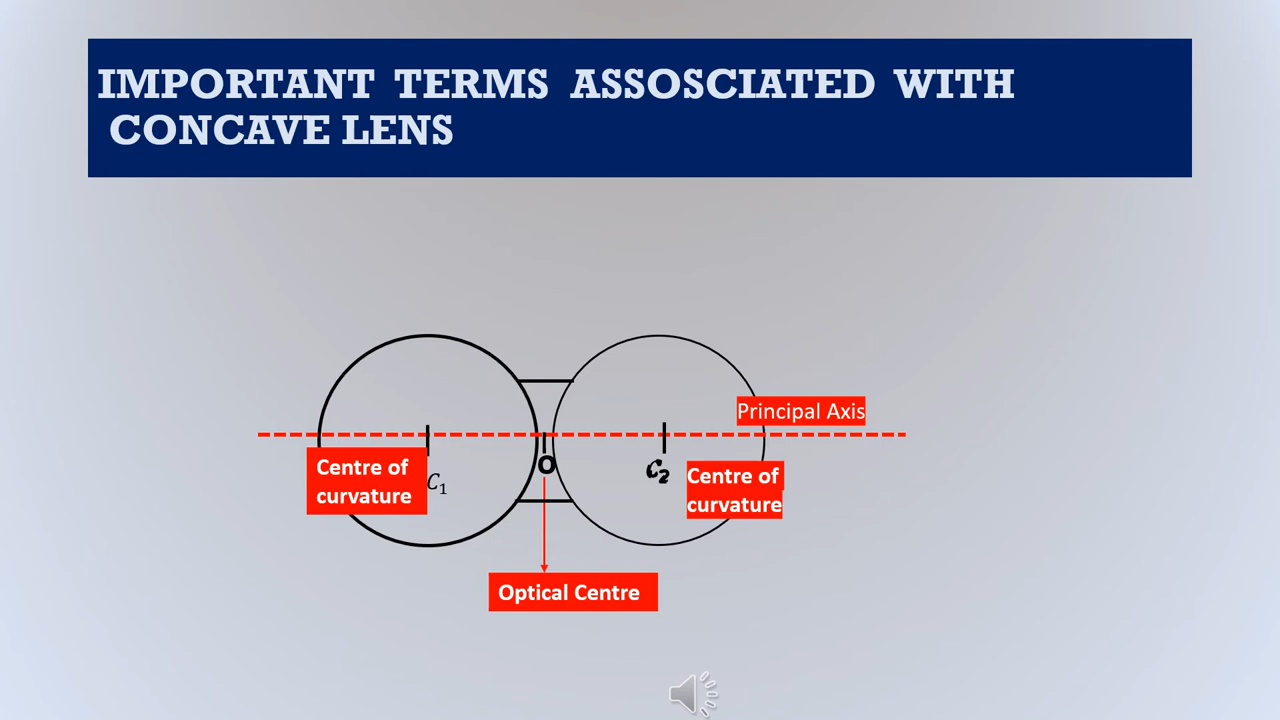 IMPORTANT TERMS ASSOSCIATED WITH
CONCAVE LENS
Principal Axis
Centre of
curvature
C₁
O
C₂
Centre of
curvature
Optical Centre